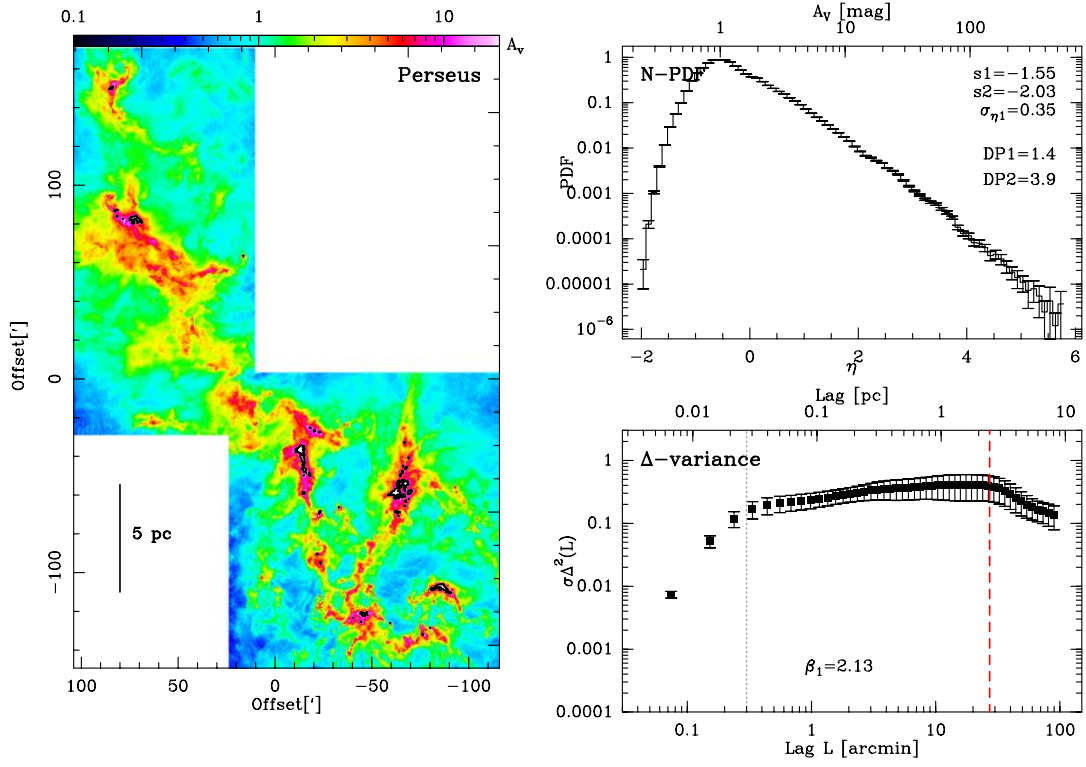 0.1 1 10
A_v
Perseus
100
0
−100
Offset[′]
5 pc
100 50 0 −50 −100
Offset[′]
A_V [mag]
1 10 100
N−PDF
s1=−1.55
s2=−2.03
σ_η1=0.35
DP1=1.4
DP2=3.9
1
0.1
0.01
0.001
0.0001
0.00001
10^−6
PDF
−2 0 2 4 6
η
Lag [pc]
0.01 0.1 1 10
Δ−variance
1
0.1
0.01
0.001
0.0001
σΔ²(L)
β₁=2.13
0.1 1 10 100
Lag L [arcmin]